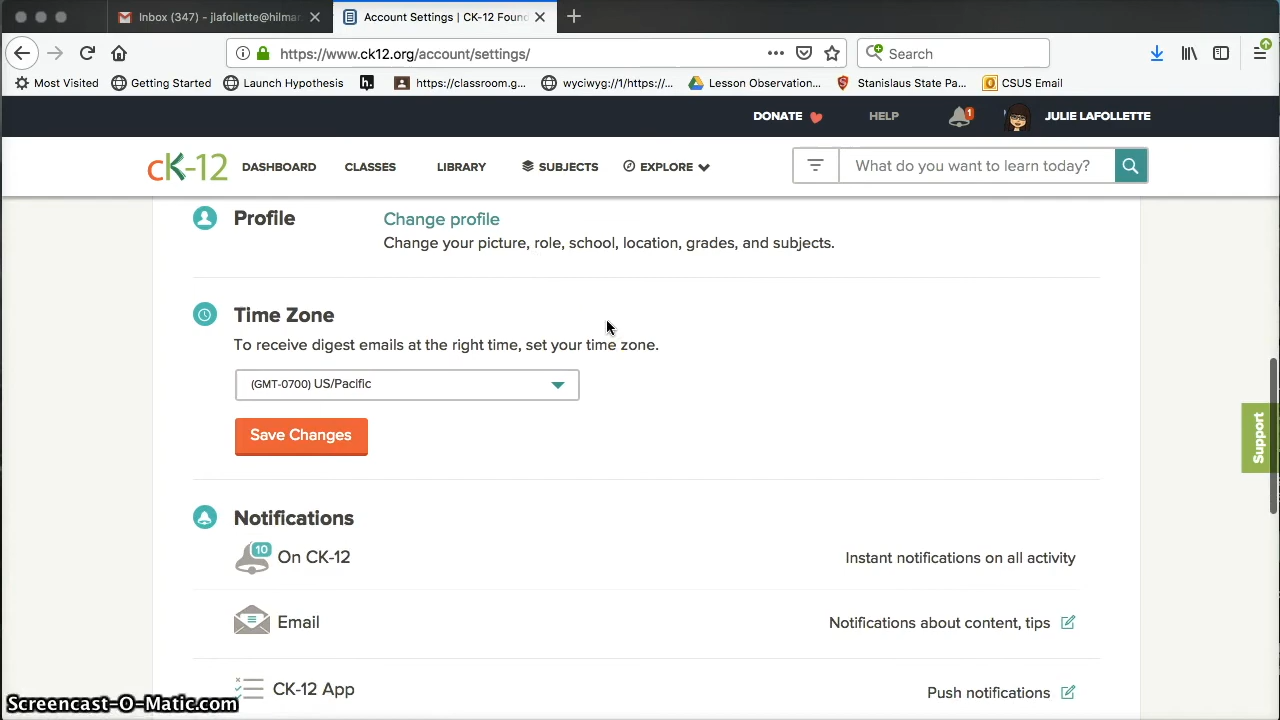 Inbox (347) - jlafollette@hilmar
Account Settings | CK-12 Found
https://www.ck12.org/account/settings/
Search
Most Visited
Getting Started
Launch Hypothesis
h.
https://classroom.g...
wyciwyg://1/https:/...
Lesson Observation...
Stanislaus State Pa...
CSUS Email
DONATE
HELP
1
JULIE LAFOLLETTE
cK-12
DASHBOARD
CLASSES
LIBRARY
SUBJECTS
EXPLORE
What do you want to learn today?
Profile
Change profile
Change your picture, role, school, location, grades, and subjects.
Time Zone
To receive digest emails at the right time, set your time zone.
(GMT-0700) US/Pacific
Save Changes
Support
Notifications
10
On CK-12
Instant notifications on all activity
Email
Notifications about content, tips
CK-12 App
Push notifications
Screencast-O-Matic.com